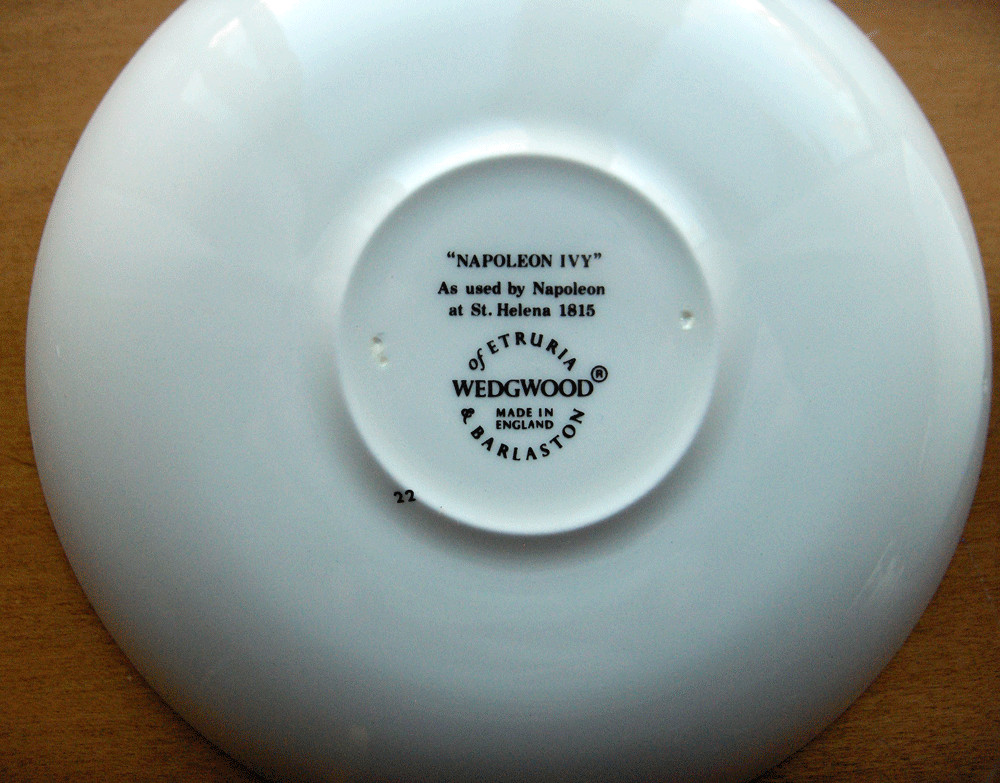 “NAPOLEON IVY”
As used by Napoleon
at St. Helena 1815
of ETRURIA
WEDGWOOD®
MADE IN
ENGLAND
& BARLASTON
22